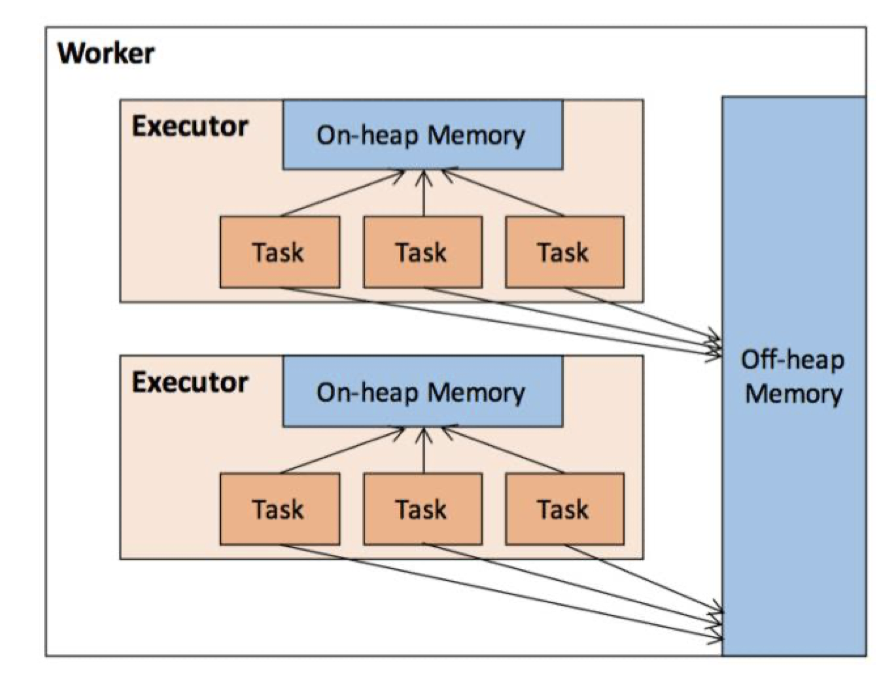 Worker
Executor
On-heap Memory
Task
Task
Task
Executor
On-heap Memory
Task
Task
Task
Off-heap
Memory